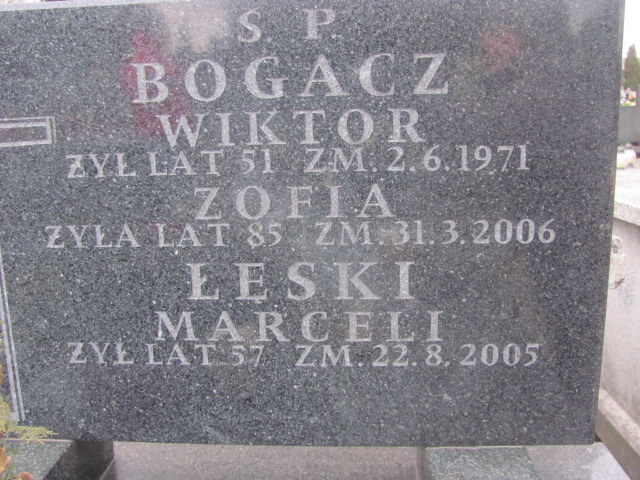 S P
BOGACZ
WIKTOR
ŻYŁ LAT 51 ZM. 2.6.1971
ZOFIA
ŻYŁA LAT 85 ZM. 31.3.2006
ŁĘSKI
MARCELI
ŻYŁ LAT 57 ZM. 22.8.2005